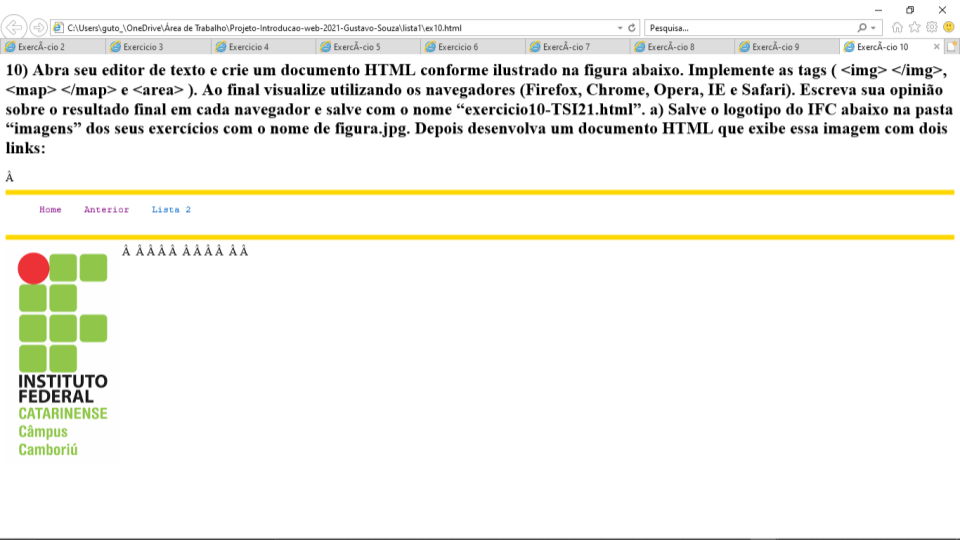 C:\Users\guto_\OneDrive\Área de Trabalho\Projeto-Introducao-web-2021-Gustavo-Souza\lista1\ex10.html
Pesquisa...
ExercÃ-cio 2 Exercicio 3 Exercicio 4 ExercÃ-cio 5 Exercicio 6 ExercÃ-cio 7 ExercÃ-cio 8 ExercÃ-cio 9 ExercÃ-cio 10
10) Abra seu editor de texto e crie um documento HTML conforme ilustrado na figura abaixo. Implemente as tags ( <img> </img>,
<map> </map> e <area> ). Ao final visualize utilizando os navegadores (Firefox, Chrome, Opera, IE e Safari). Escreva sua opinião
sobre o resultado final em cada navegador e salve com o nome “exercicio10-TSI21.html”. a) Salve o logotipo do IFC abaixo na pasta
“imagens” dos seus exercícios com o nome de figura.jpg. Depois desenvolva um documento HTML que exibe essa imagem com dois
links:
Â
Home Anterior Lista 2
Â Â Â Â Â Â Â Â Â Â Â
INSTITUTO
FEDERAL
CATARINENSE
Câmpus
Camboriú